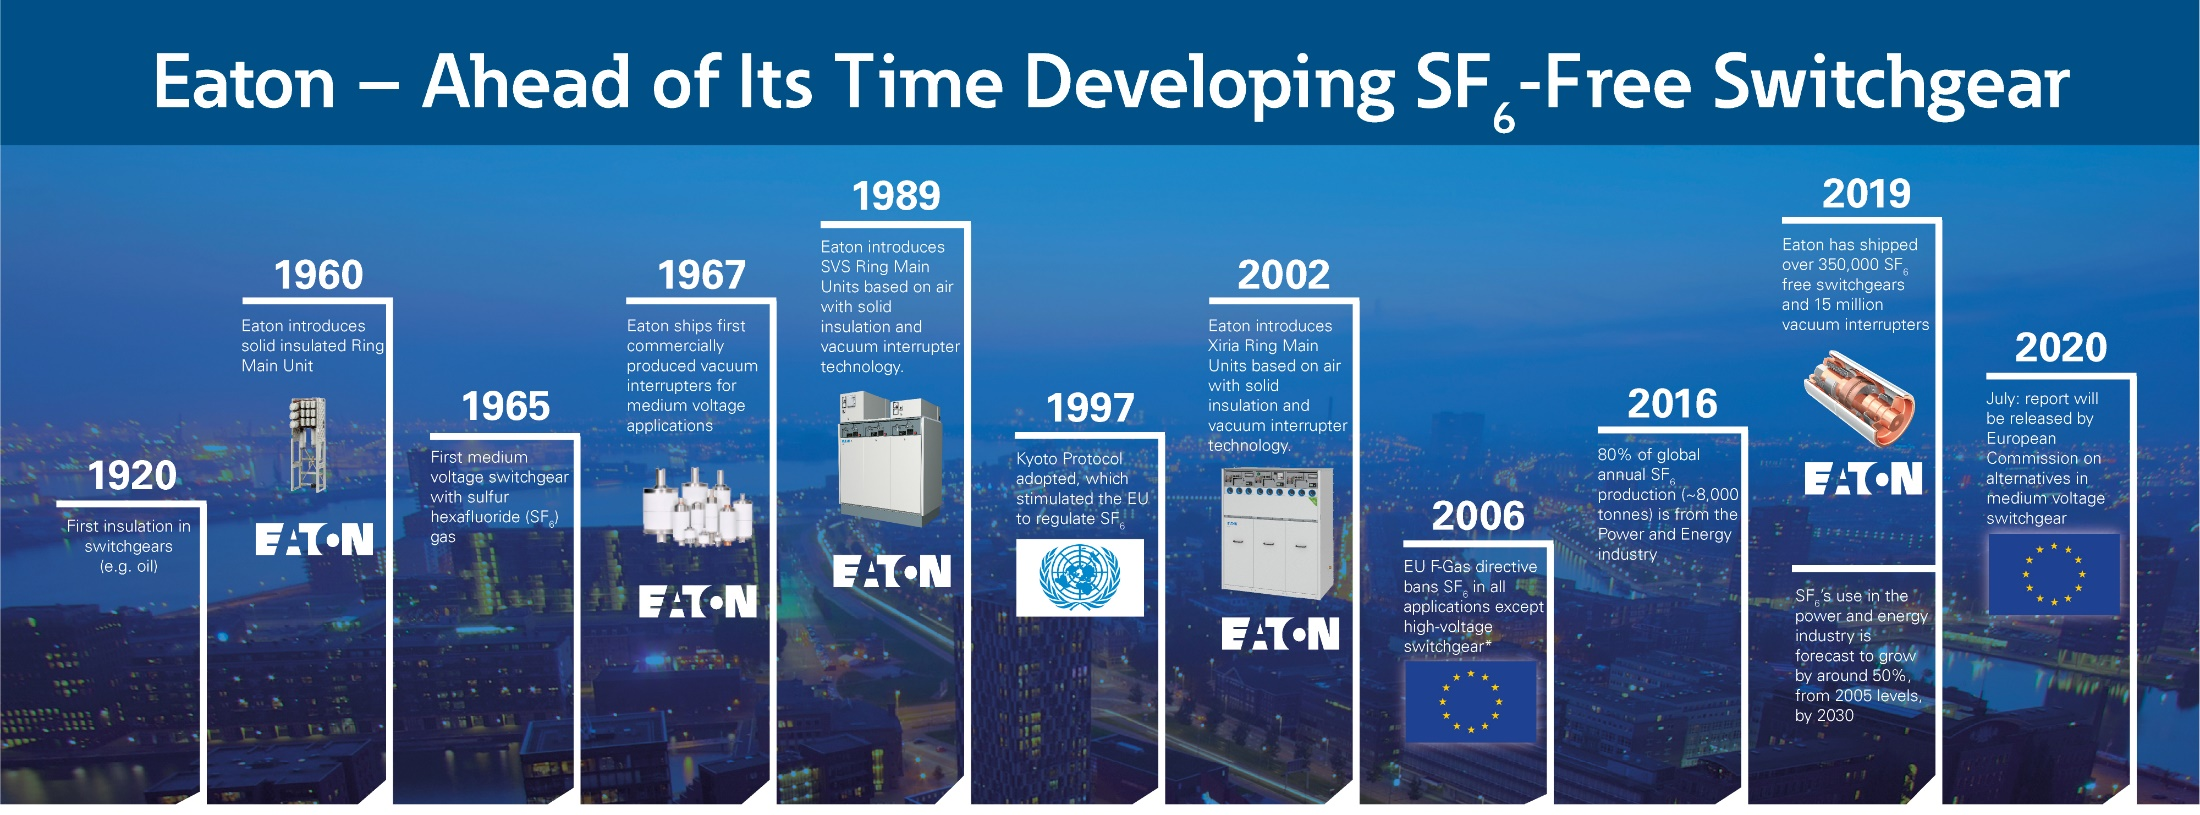 Eaton – Ahead of Its Time Developing SF₆-Free Switchgear
1920
First insulation in
switchgears
(e.g. oil)
1960
Eaton introduces
solid insulated Ring
Main Unit
EATON
1965
First medium
voltage switchgear
with sulfur
hexafluoride (SF₆)
gas
1967
Eaton ships first
commercially
produced vacuum
interrupters for
medium voltage
applications
EATON
1989
Eaton introduces
SVS Ring Main
Units based on air
with solid
insulation and
vacuum interrupter
technology.
EATON
1997
Kyoto Protocol
adopted, which
stimulated the EU
to regulate SF₆
2002
Eaton introduces
Xiria Ring Main
Units based on air
with solid
insulation and
vacuum interrupter
technology.
EATON
2006
EU F-Gas directive
bans SF₆ in all
applications except
high-voltage
switchgear*
2016
80% of global
annual SF₆
production (~8,000
tonnes) is from the
Power and Energy
industry
2019
Eaton has shipped
over 350,000 SF₆
free switchgears
and 15 million
vacuum interrupters
EATON
SF₆'s use in the
power and energy
industry is
forecast to grow
by around 50%,
from 2005 levels,
by 2030
2020
July: report will
be released by
European
Commission on
alternatives in
medium voltage
switchgear